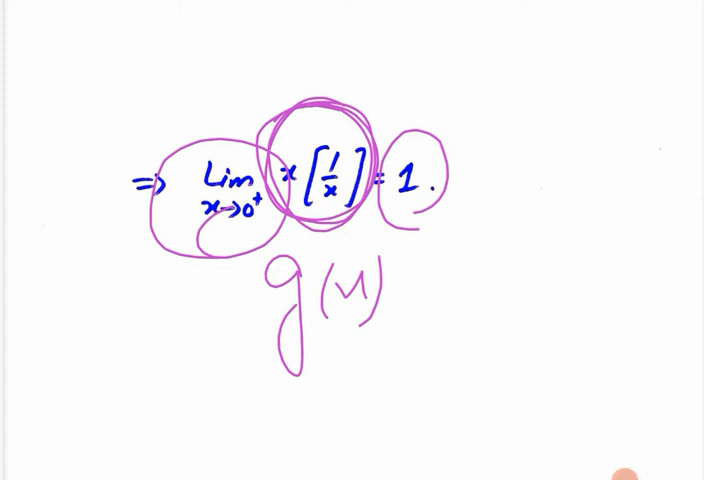 => Lim x→0⁺ x [1/x] = 1.
g(x)